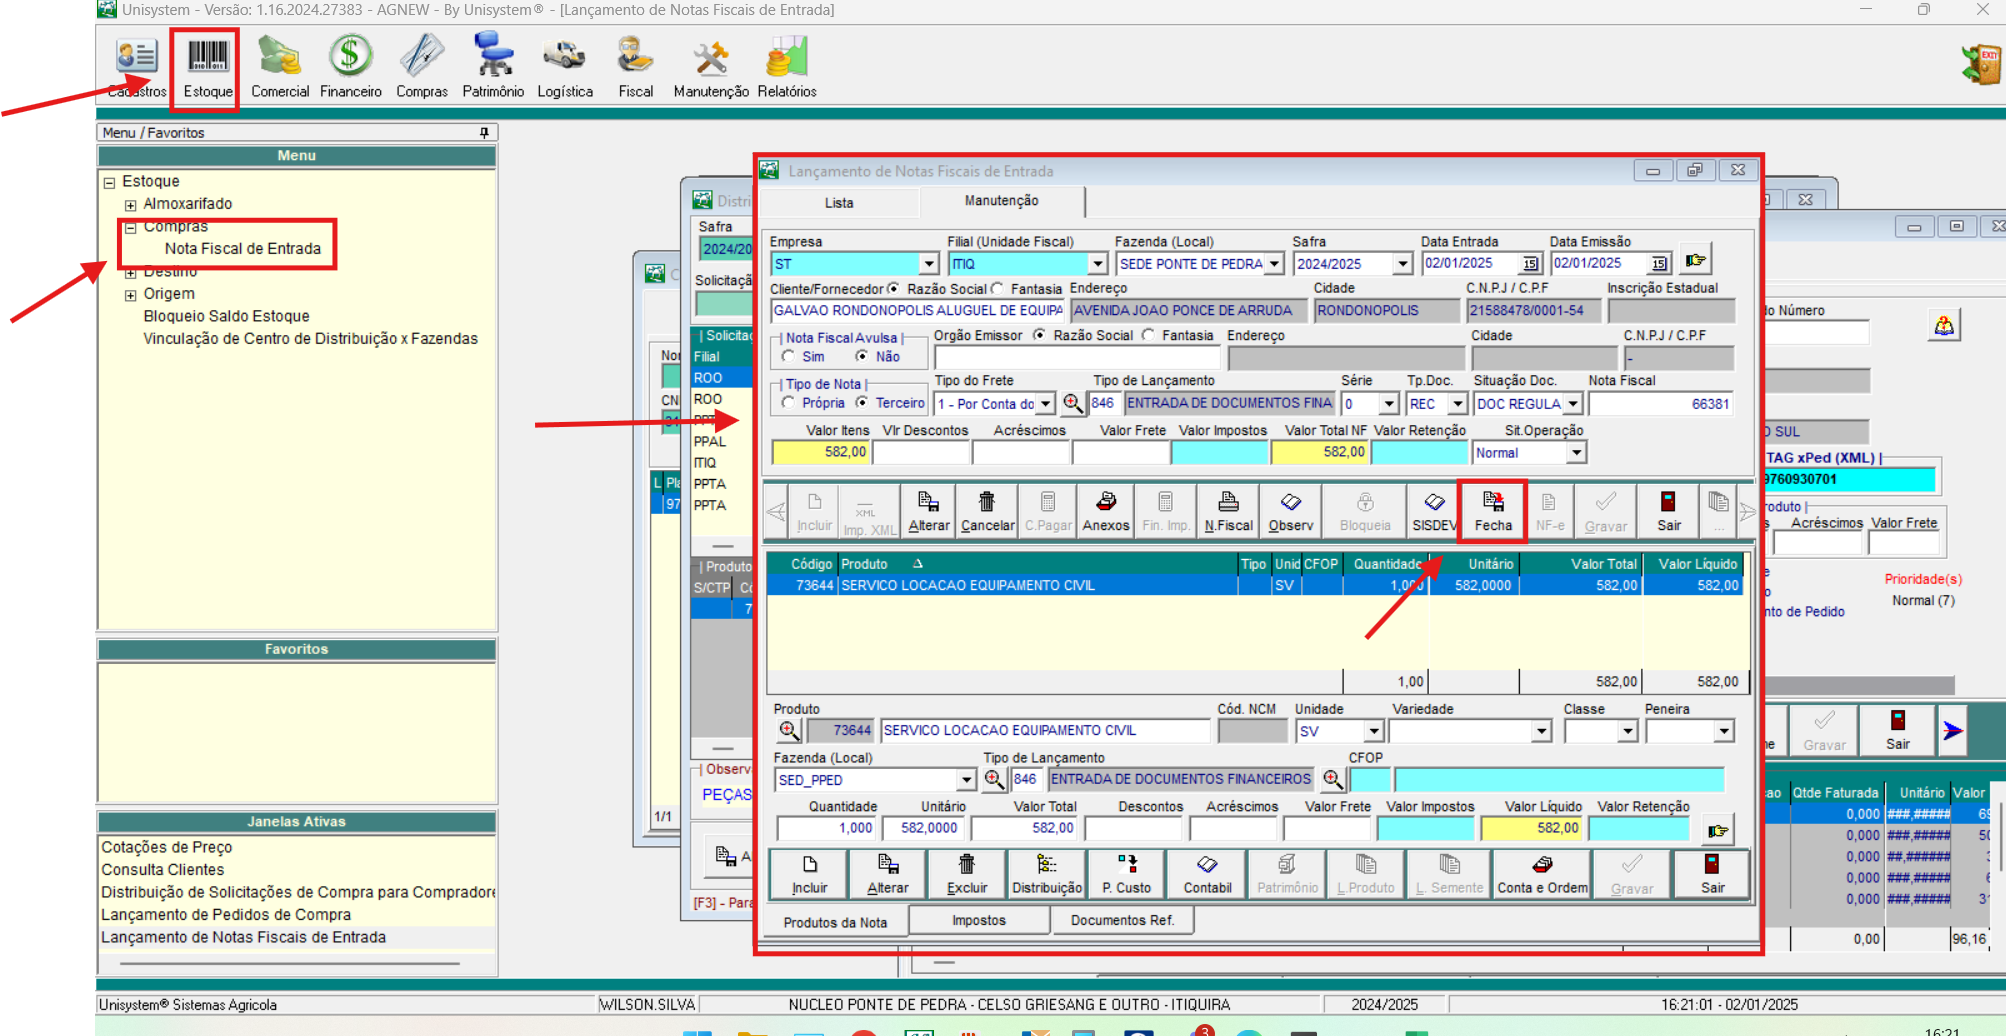 Unisystem - Versão: 1.16.2024.27383 - AGNEW - By Unisystem® - [Lançamento de Notas Fiscais de Entrada]
Cadastros Estoque Comercial Financeiro Compras Patrimônio Logística Fiscal Manutenção Relatórios
EXIT
Menu / Favoritos
Menu
Estoque
Almoxarifado
Compras
Nota Fiscal de Entrada
Destino
Origem
Bloqueio Saldo Estoque
Vinculação de Centro de Distribuição x Fazendas
Favoritos
Janelas Ativas
Cotações de Preço
Consulta Clientes
Distribuição de Solicitações de Compra para Compradore
Lançamento de Pedidos de Compra
Lançamento de Notas Fiscais de Entrada
C
Nor
CN
L Pla
97
1/1
Distri
Safra
2024/20
Solicitaçã
Solicitaç
Filial
ROO
ROO
PPTA
PPAL
ITIQ
PPTA
PPTA
Produto
S/CTP Có
7
Observ
PEÇAS
A
[F3] - Para
Lançamento de Notas Fiscais de Entrada
Lista Manutenção
Empresa Filial (Unidade Fiscal) Fazenda (Local) Safra Data Entrada Data Emissão
ST ITIQ SEDE PONTE DE PEDRA 2024/2025 02/01/2025 15 02/01/2025 15
Cliente/Fornecedor Razão Social Fantasia Endereço Cidade C.N.P.J / C.P.F Inscrição Estadual
GALVAO RONDONOPOLIS ALUGUEL DE EQUIPA AVENIDA JOAO PONCE DE ARRUDA RONDONOPOLIS 21588478/0001-54
Nota Fiscal Avulsa Orgão Emissor Razão Social Fantasia Endereço Cidade C.N.P.J / C.P.F
Sim Não -
Tipo de Nota Tipo do Frete Tipo de Lançamento Série Tp.Doc. Situação Doc. Nota Fiscal
Própria Terceiro 1 - Por Conta do 846 ENTRADA DE DOCUMENTOS FINA 0 REC DOC REGULA 66381
Valor Itens Vlr Descontos Acréscimos Valor Frete Valor Impostos Valor Total NF Valor Retenção Sit.Operação
582,00 582,00 Normal
Incluir XML Imp. XML Alterar Cancelar C.Pagar Anexos Fin. Imp. N.Fiscal Observ Bloqueia SISDEV Fecha NF-e Gravar Sair ...
Código Produto Tipo Unid CFOP Quantidade Unitário Valor Total Valor Líquido
73644 SERVICO LOCACAO EQUIPAMENTO CIVIL SV 1,000 582,0000 582,00 582,00
1,00 582,00 582,00
Produto Cód. NCM Unidade Variedade Classe Peneira
73644 SERVICO LOCACAO EQUIPAMENTO CIVIL SV
Fazenda (Local) Tipo de Lançamento CFOP
SED_PPED 846 ENTRADA DE DOCUMENTOS FINANCEIROS
Quantidade Unitário Valor Total Descontos Acréscimos Valor Frete Valor Impostos Valor Líquido Valor Retenção
1,000 582,0000 582,00 582,00
Incluir Alterar Excluir Distribuição P. Custo Contabil Patrimônio L.Produto L. Semente Conta e Ordem Gravar Sair
Produtos da Nota Impostos Documentos Ref.
do Número
O SUL
TAG xPed (XML)
9760930701
roduto
s Acréscimos Valor Frete
e Prioridade(s)
o Normal (7)
nto de Pedido
me Gravar Sair
ao Qtde Faturada Unitário Valor
0,000 ###,##### 69
0,000 ###,##### 50
0,000 ##,######
0,000 ###,#####
0,000 ###,##### 31
0,00 96,16
Unisystem® Sistemas Agricola WILSON.SILVA NUCLEO PONTE DE PEDRA - CELSO GRIESANG E OUTRO - ITIQUIRA 2024/2025 16:21:01 - 02/01/2025
3
16:21